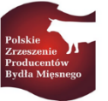 Polskie
Zrzeszenie
Producentów
Bydła Mięsnego